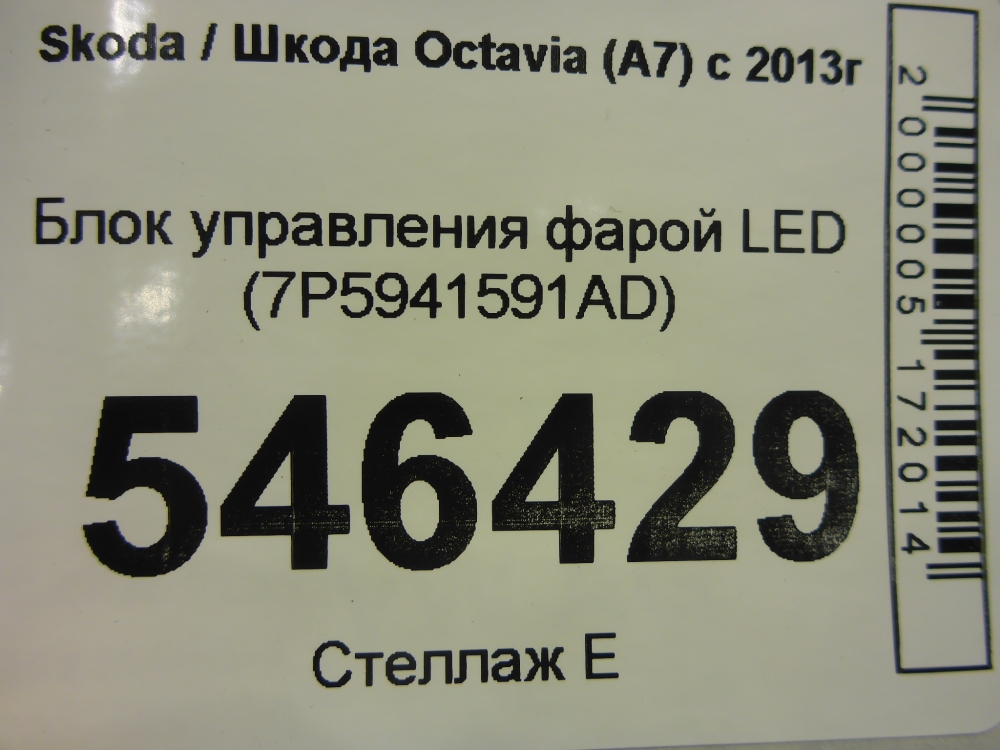 Skoda / Шкода Octavia (A7) с 2013г
Блок управления фарой LED
(7P5941591AD)
546429
Стеллаж Е
2000005172014